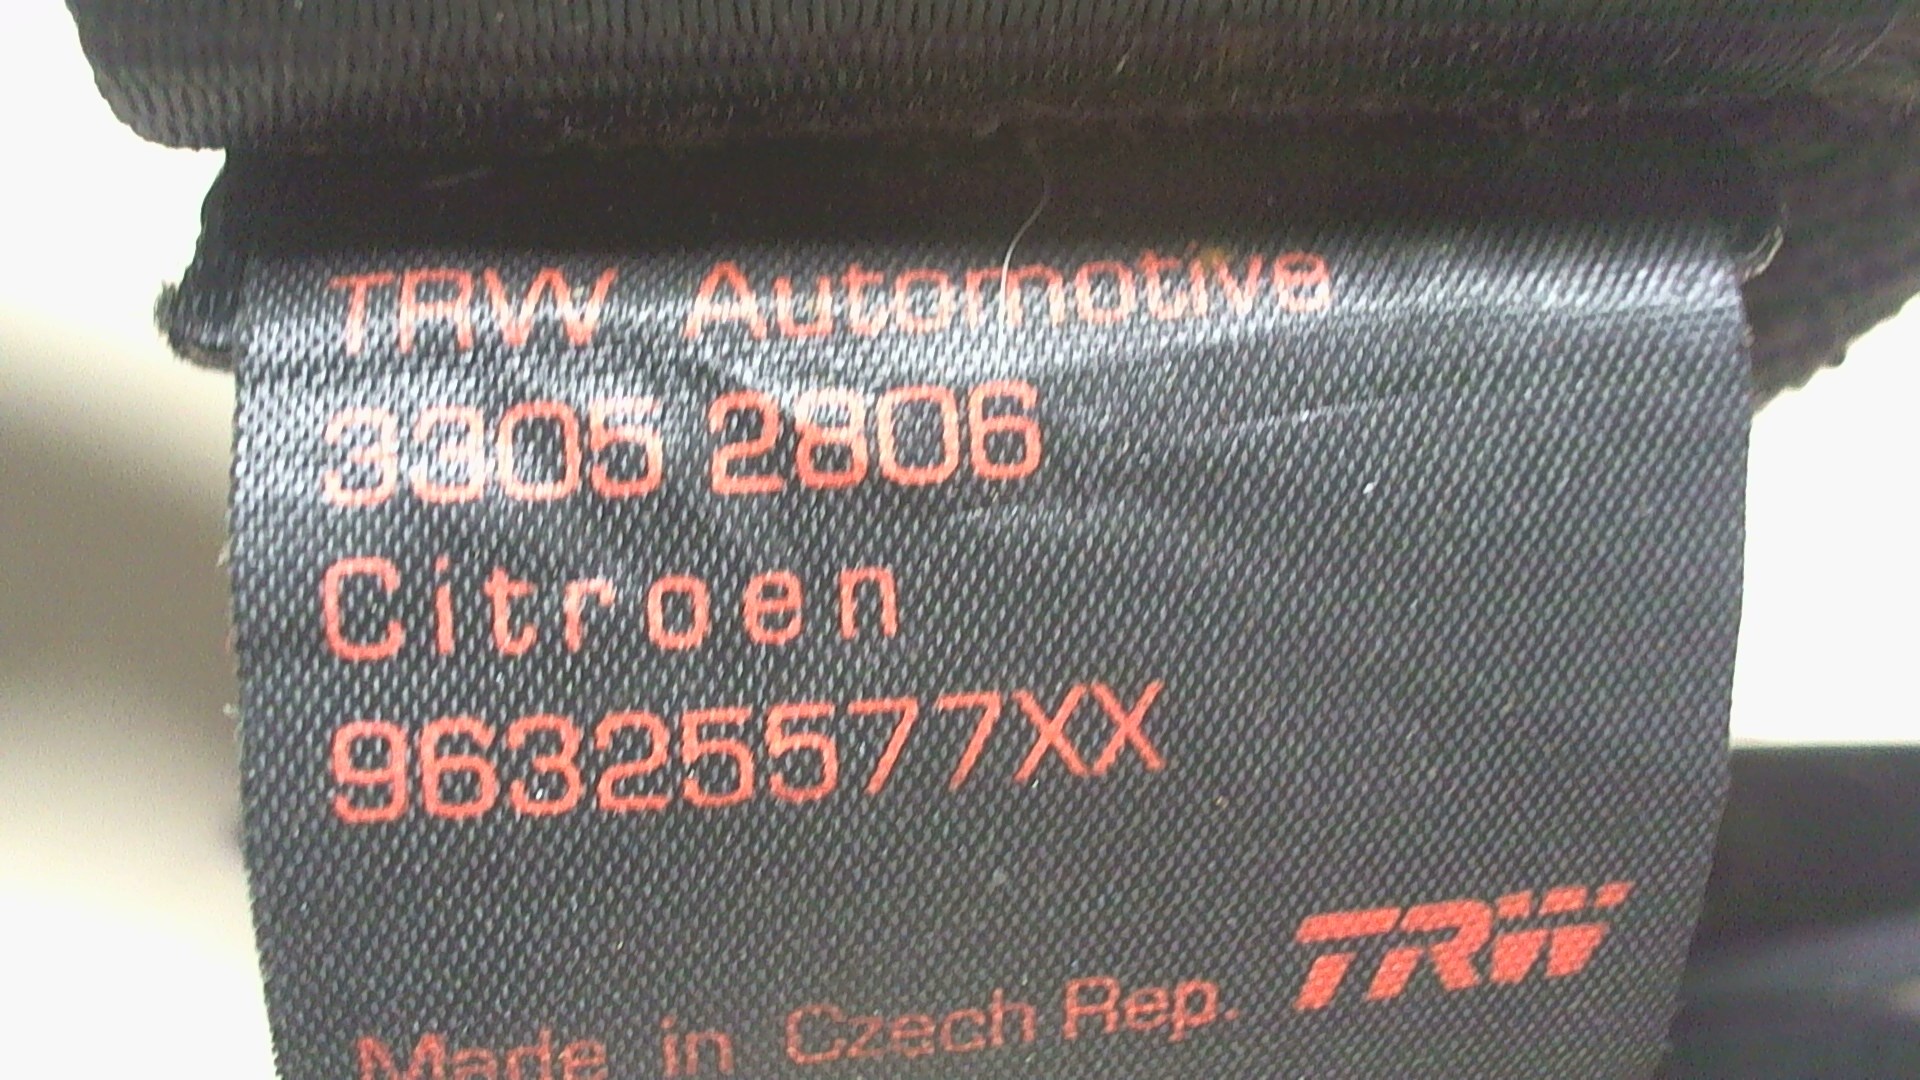 TRW Automotive
3305 2806
Citroen
96325577XX
TRW
Made in Czech Rep.